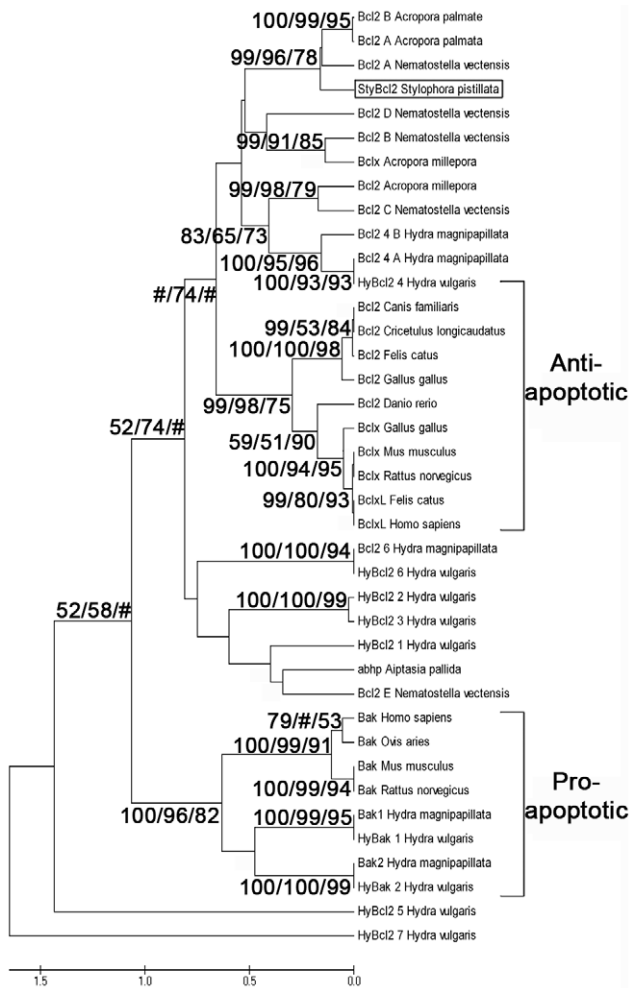 100/99/95
Bcl2 B Acropora palmate
Bcl2 A Acropora palmata
99/96/78
Bcl2 A Nematostella vectensis
StyBcl2 Stylophora pistillata
Bcl2 D Nematostella vectensis
99/91/85
Bcl2 B Nematostella vectensis
Bclx Acropora millepora
99/98/79
Bcl2 Acropora millepora
Bcl2 C Nematostella vectensis
83/65/73
Bcl2 4 B Hydra magnipapillata
100/95/96
Bcl2 4 A Hydra magnipapillata
100/93/93
HyBcl2 4 Hydra vulgaris
#/74/#
Bcl2 Canis familiaris
99/53/84
Bcl2 Cricetulus longicaudatus
100/100/98
Bcl2 Felis catus
Bcl2 Gallus gallus
Anti-
apoptotic
99/98/75
Bcl2 Danio rerio
52/74/#
59/51/90
Bclx Gallus gallus
Bclx Mus musculus
100/94/95
Bclx Rattus norvegicus
99/80/93
BclxL Felis catus
BclxL Homo sapiens
100/100/94
Bcl2 6 Hydra magnipapillata
HyBcl2 6 Hydra vulgaris
100/100/99
HyBcl2 2 Hydra vulgaris
HyBcl2 3 Hydra vulgaris
52/58/#
HyBcl2 1 Hydra vulgaris
abhp Aiptasia pallida
Bcl2 E Nematostella vectensis
79/#/53
Bak Homo sapiens
100/99/91
Bak Ovis aries
Bak Mus musculus
100/99/94
Bak Rattus norvegicus
Pro-
apoptotic
100/96/82
100/99/95
Bak1 Hydra magnipapillata
HyBak 1 Hydra vulgaris
Bak2 Hydra magnipapillata
100/100/99
HyBak 2 Hydra vulgaris
HyBcl2 5 Hydra vulgaris
HyBcl2 7 Hydra vulgaris
1.5 1.0 0.5 0.0